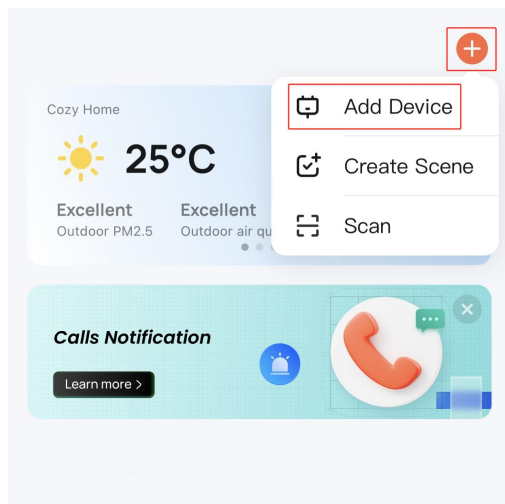 Cozy Home
25°C
Excellent
Outdoor PM2.5
Excellent
Outdoor air qu
Add Device
Create Scene
Scan
Calls Notification
Learn more >